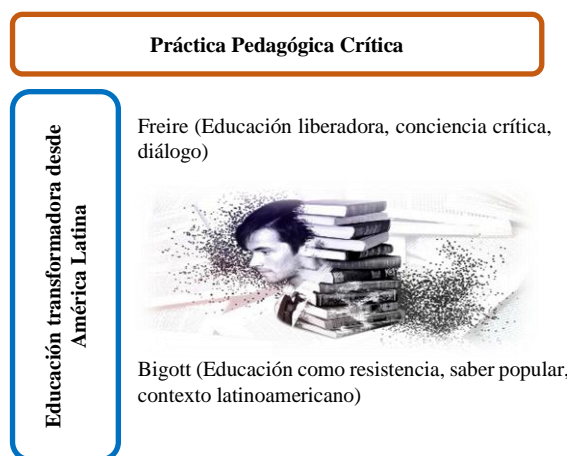 Práctica Pedagógica Crítica
Educación transformadora desde
América Latina
Freire (Educación liberadora, conciencia crítica,
diálogo)
Bigott (Educación como resistencia, saber popular,
contexto latinoamericano)